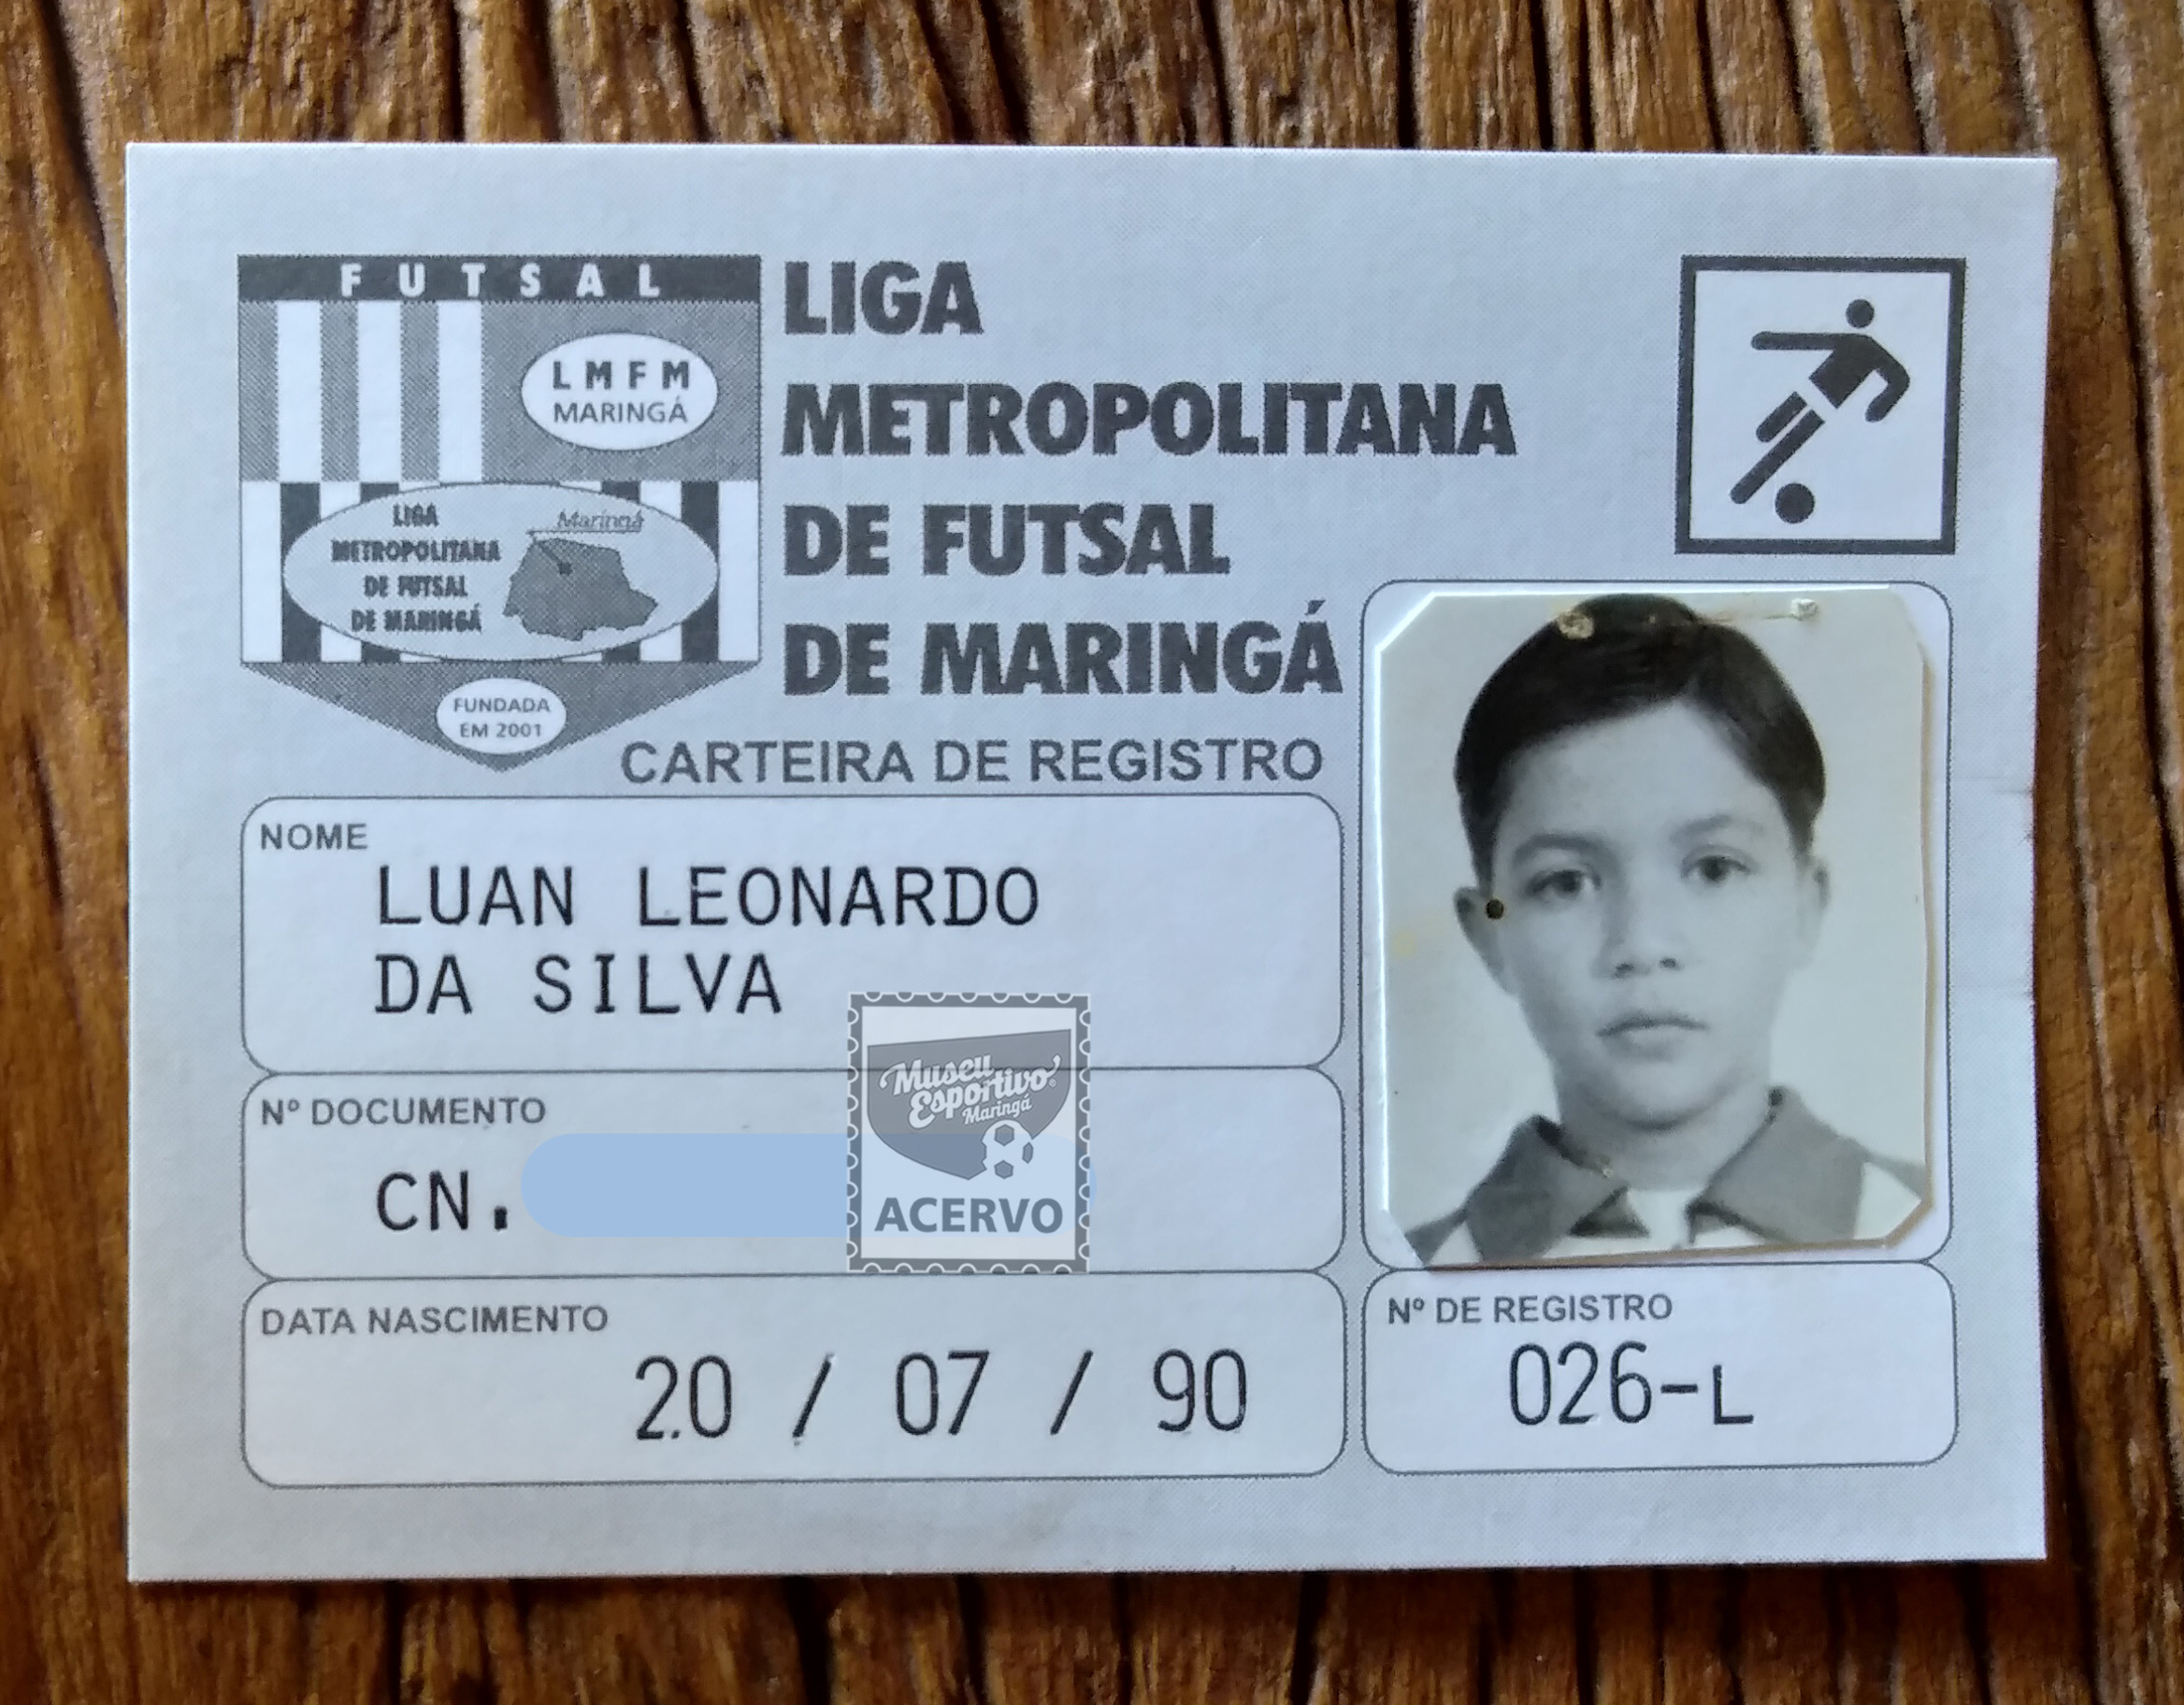 FUTSAL
LMFM
MARINGÁ
LIGA
METROPOLITANA
DE FUTSAL
DE MARINGÁ
Maringá
FUNDADA
EM 2001
LIGA
METROPOLITANA
DE FUTSAL
DE MARINGÁ
CARTEIRA DE REGISTRO
NOME
LUAN LEONARDO
DA SILVA
Nº DOCUMENTO
CN.
Museu
Esportivo
Maringá
ACERVO
DATA NASCIMENTO
20 / 07 / 90
Nº DE REGISTRO
026-L